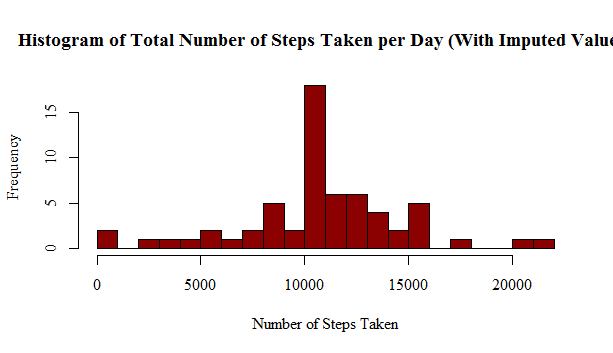 Histogram of Total Number of Steps Taken per Day (With Imputed Value
Frequency
15
10
5
0
0 5000 10000 15000 20000
Number of Steps Taken